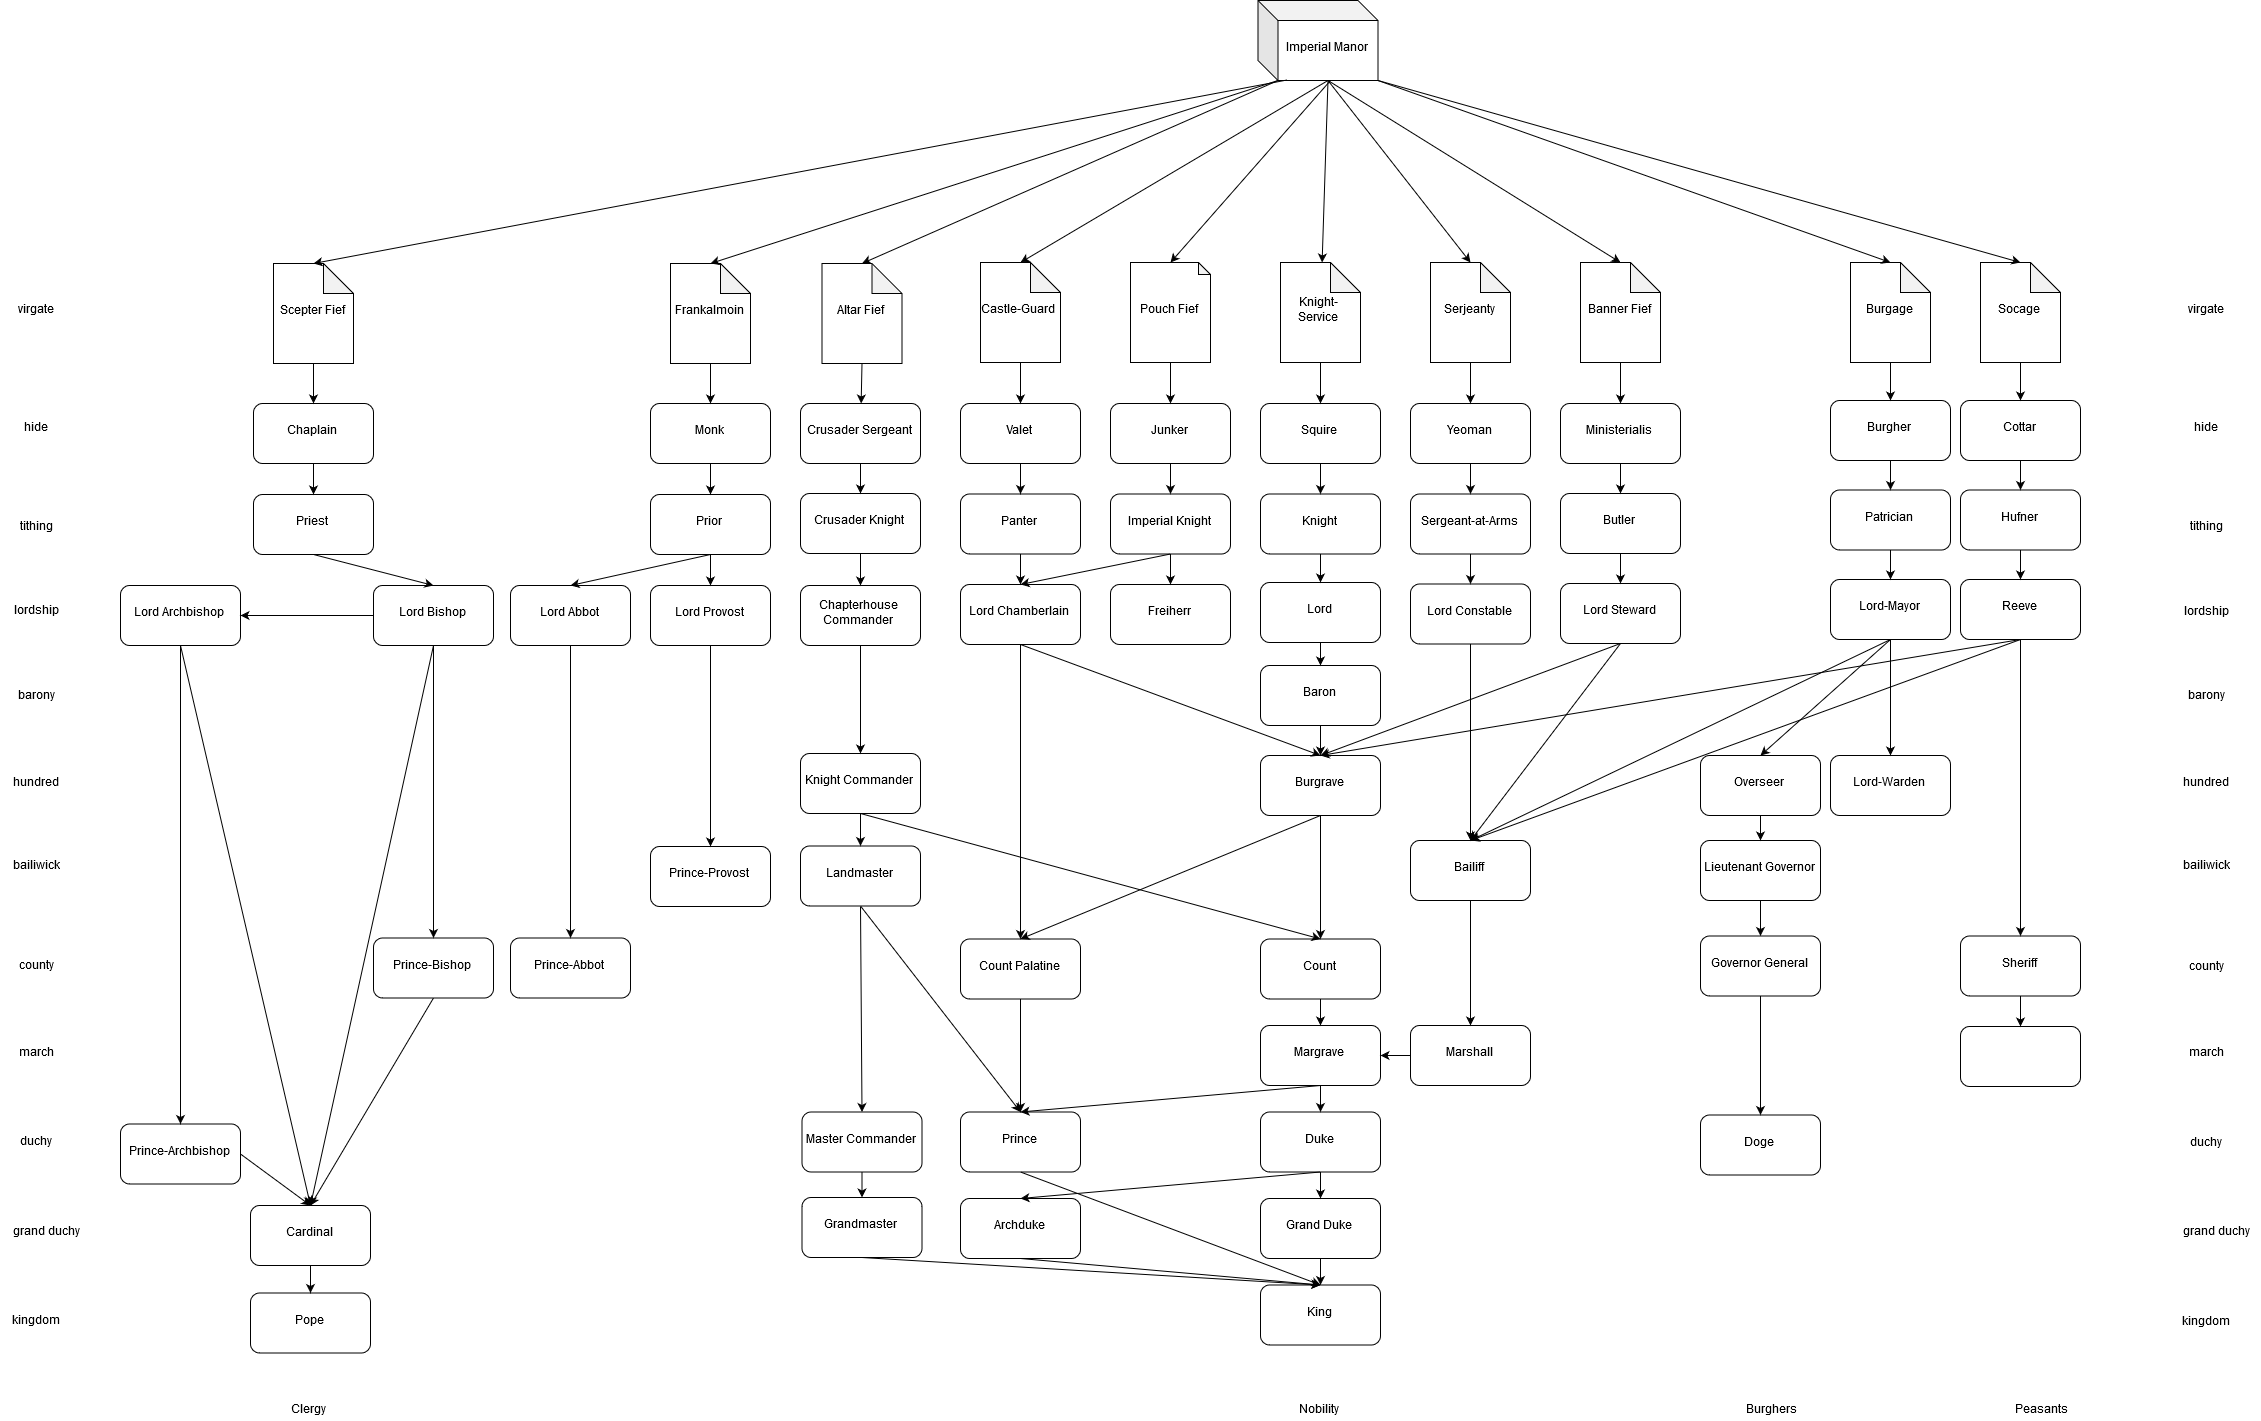 Imperial Manor
virgate
Scepter Fief
Frankalmoin
Altar Fief
Castle-Guard
Pouch Fief
Knight-
Service
Serjeanty
Banner Fief
Burgage
Socage
virgate
hide
Chaplain
Monk
Crusader Sergeant
Valet
Junker
Squire
Yeoman
Ministerialis
Burgher
Cottar
hide
tithing
Priest
Prior
Crusader Knight
Panter
Imperial Knight
Knight
Sergeant-at-Arms
Butler
Patrician
Hufner
tithing
lordship
Lord Archbishop
Lord Bishop
Lord Abbot
Lord Provost
Chapterhouse
Commander
Lord Chamberlain
Freiherr
Lord
Lord Constable
Lord Steward
Lord-Mayor
Reeve
lordship
barony
Baron
barony
hundred
Knight Commander
Burgrave
Overseer
Lord-Warden
hundred
bailiwick
Prince-Provost
Landmaster
Bailiff
Lieutenant Governor
bailiwick
county
Prince-Bishop
Prince-Abbot
Count Palatine
Count
Governor General
Sheriff
county
march
Margrave
Marshall
march
duchy
Prince-Archbishop
Master Commander
Prince
Duke
Doge
duchy
grand duchy
Cardinal
Grandmaster
Archduke
Grand Duke
grand duchy
kingdom
Pope
King
kingdom
Clergy
Nobility
Burghers
Peasants